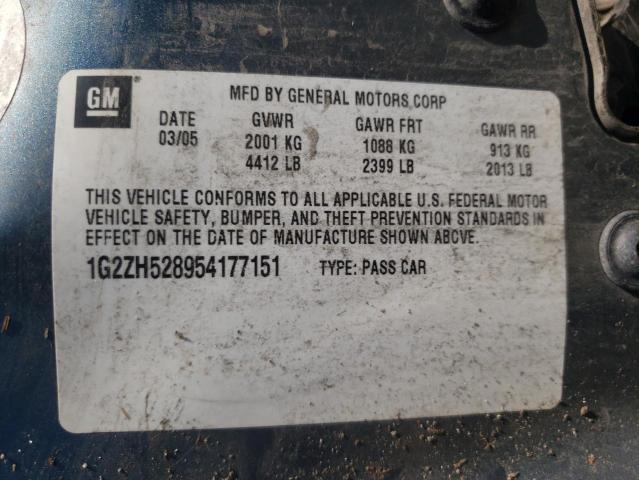 GM
MFD BY GENERAL MOTORS CORP
DATE GVWR GAWR FRT GAWR RR
03/05 2001 KG 1088 KG 913 KG
4412 LB 2399 LB 2013 LB
THIS VEHICLE CONFORMS TO ALL APPLICABLE U.S. FEDERAL MOTOR
VEHICLE SAFETY, BUMPER, AND THEFT PREVENTION STANDARDS IN
EFFECT ON THE DATE OF MANUFACTURE SHOWN ABOVE.
1G2ZH528954177151 TYPE: PASS CAR